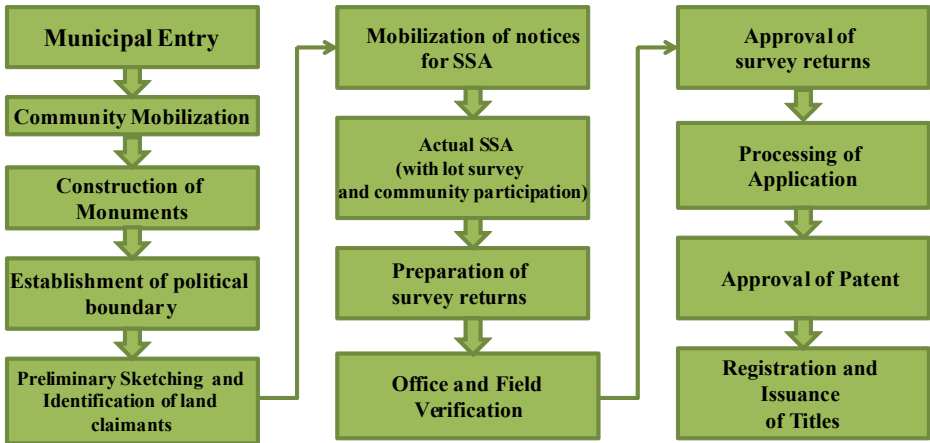 Municipal Entry
Community Mobilization
Construction of
Monuments
Establishment of political
boundary
Preliminary Sketching and
Identification of land
claimants
Mobilization of notices
for SSA
Actual SSA
(with lot survey
and community participation)
Preparation of
survey returns
Office and Field
Verification
Approval of
survey returns
Processing of
Application
Approval of Patent
Registration and
Issuance
of Titles